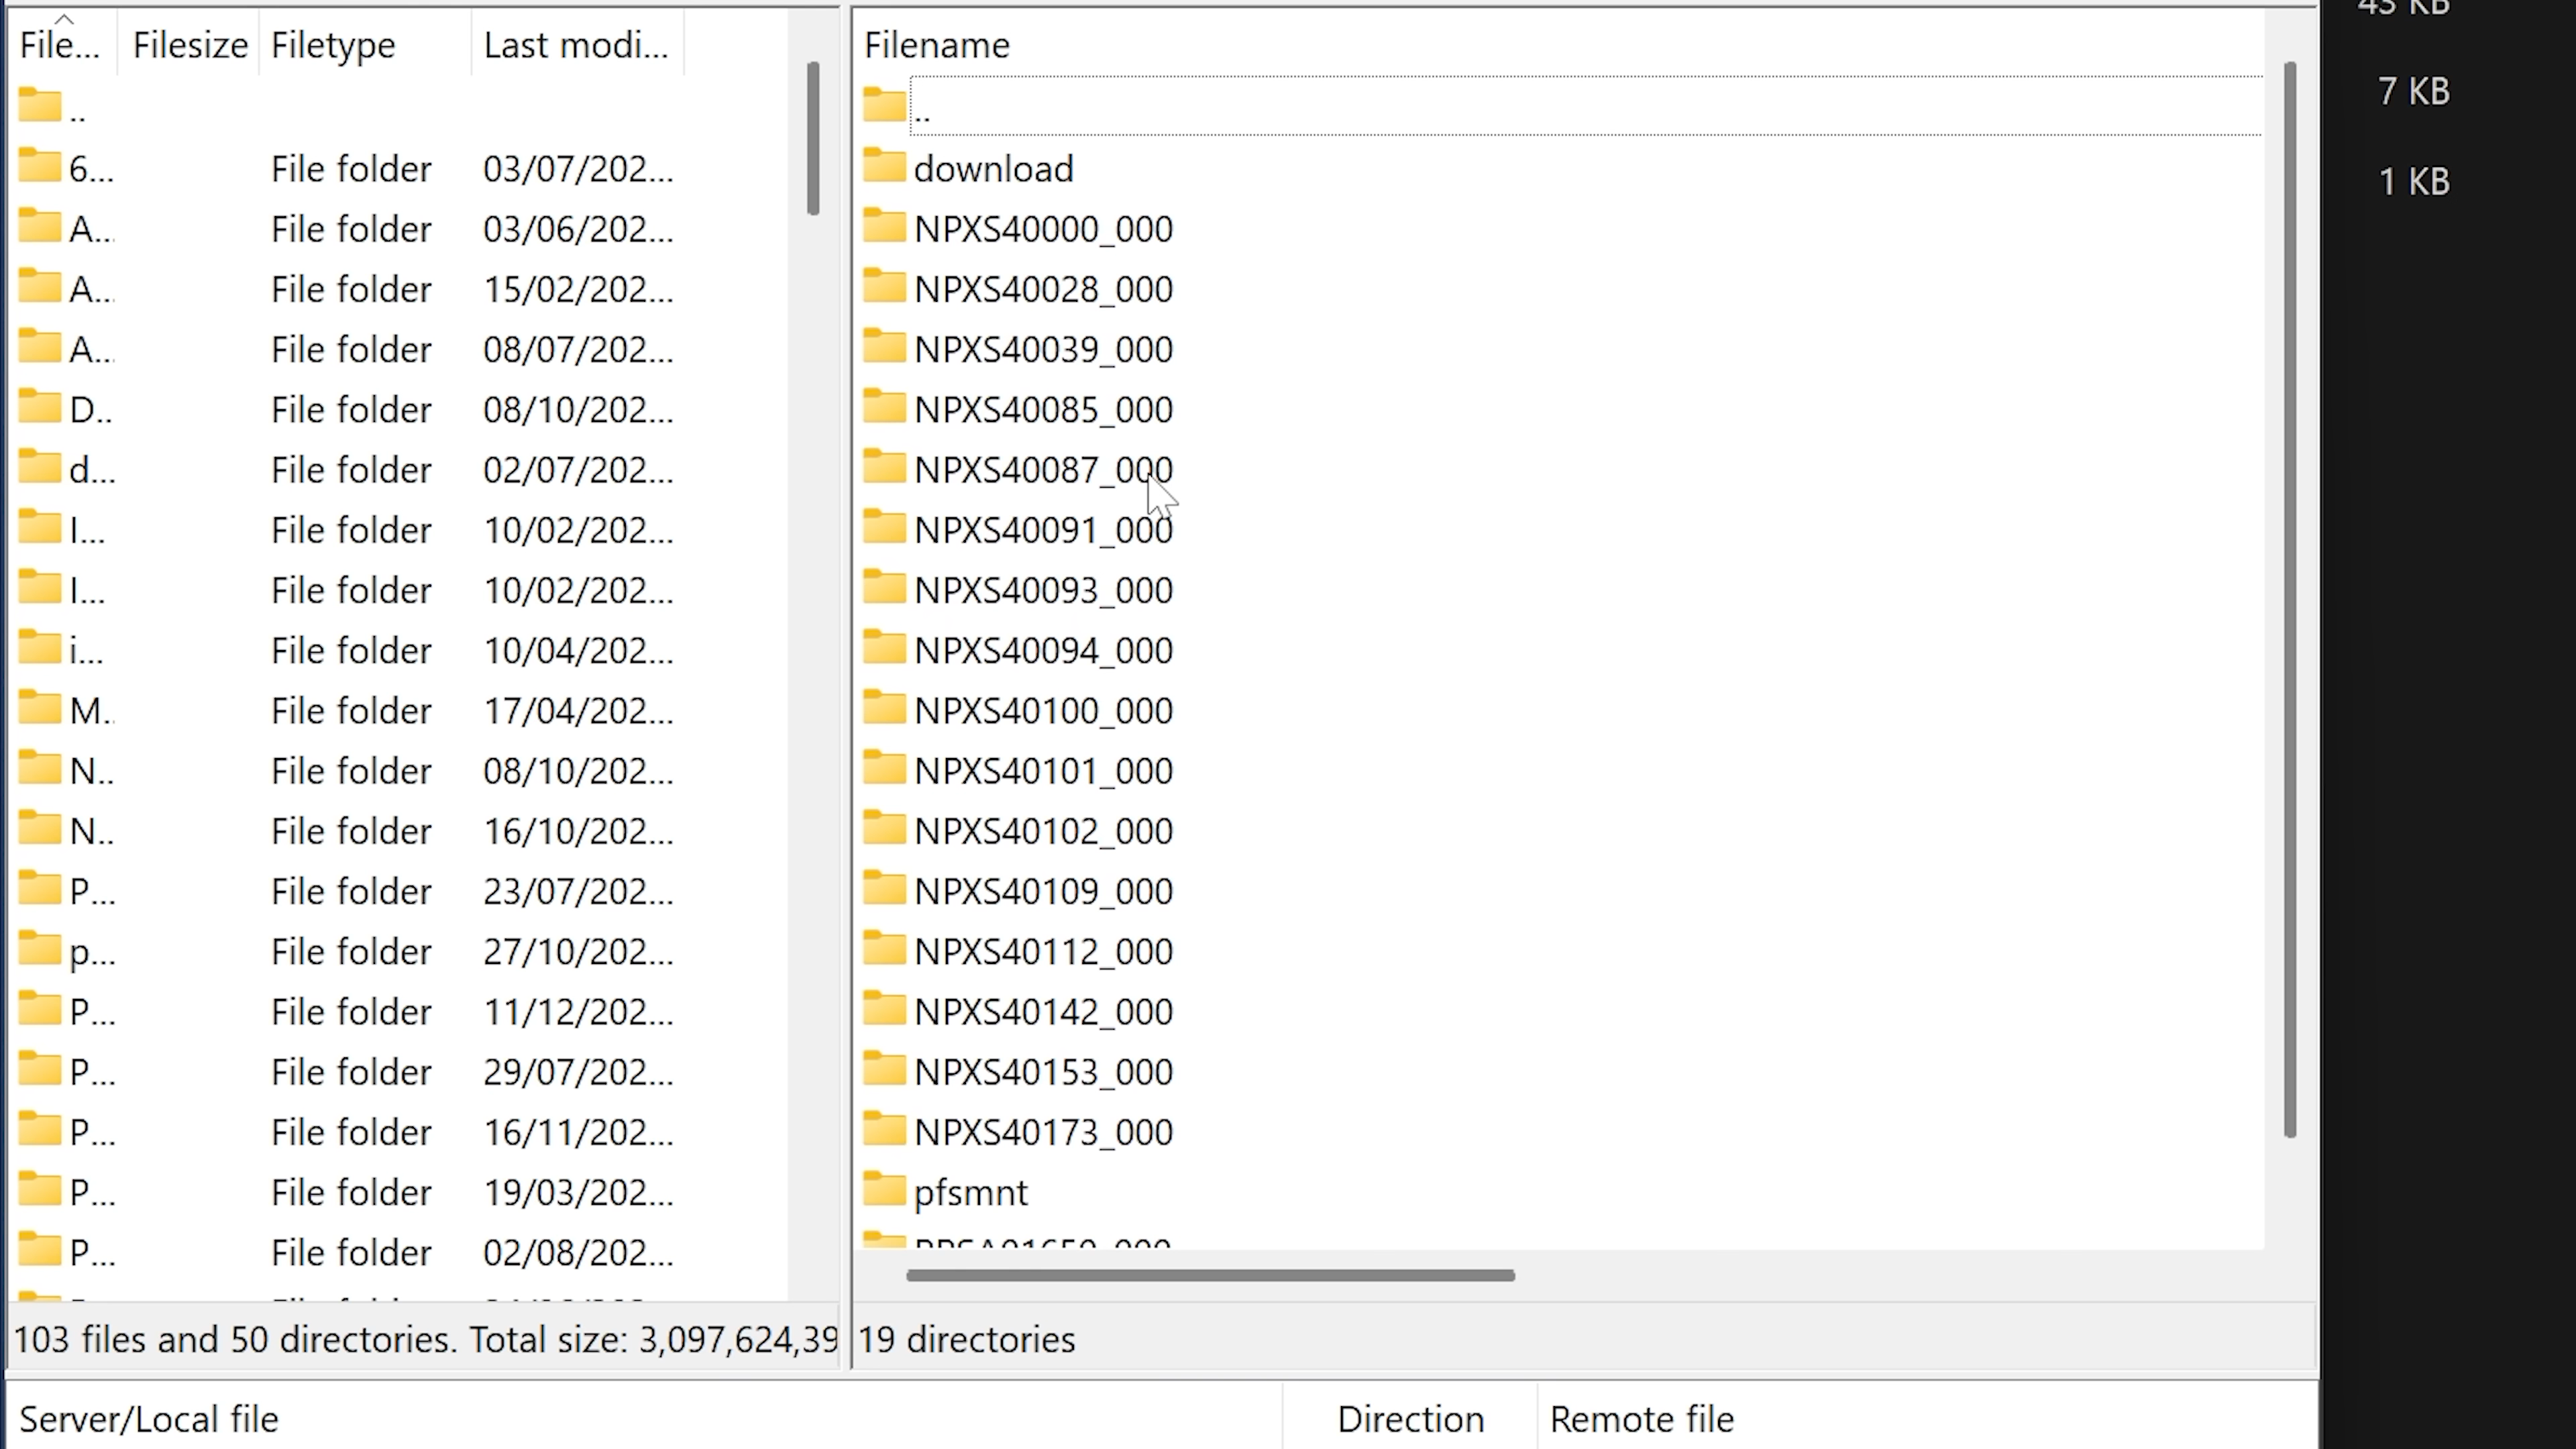 File... Filesize Filetype Last modi...
..
6... File folder 03/07/202...
A... File folder 03/06/202...
A... File folder 15/02/202...
A... File folder 08/07/202...
D.. File folder 08/10/202...
d... File folder 02/07/202...
I... File folder 10/02/202...
I... File folder 10/02/202...
i... File folder 10/04/202...
M.. File folder 17/04/202...
N.. File folder 08/10/202...
N.. File folder 16/10/202...
P... File folder 23/07/202...
p... File folder 27/10/202...
P... File folder 11/12/202...
P... File folder 29/07/202...
P... File folder 16/11/202...
P... File folder 19/03/202...
P... File folder 02/08/202...
103 files and 50 directories. Total size: 3,097,624,39
Filename
..
download
NPXS40000_000
NPXS40028_000
NPXS40039_000
NPXS40085_000
NPXS40087_000
NPXS40091_000
NPXS40093_000
NPXS40094_000
NPXS40100_000
NPXS40101_000
NPXS40102_000
NPXS40109_000
NPXS40112_000
NPXS40142_000
NPXS40153_000
NPXS40173_000
pfsmnt
19 directories
43 KB
7 KB
1 KB
Server/Local file Direction Remote file